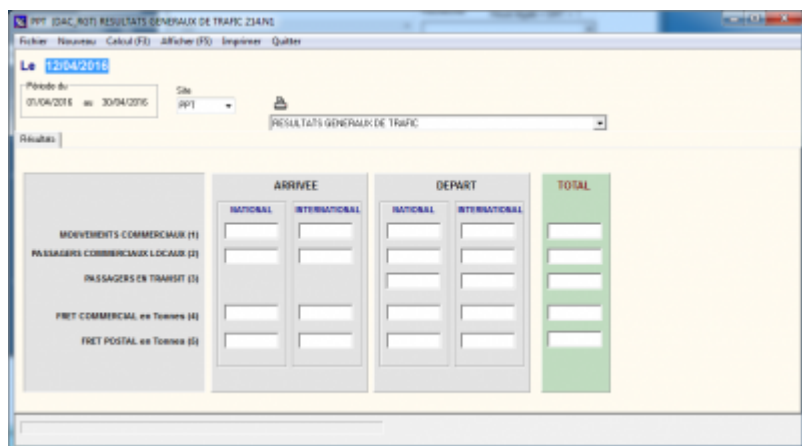 PPT (DAC_R01) RESULTATS GENERAUX DE TRAFIC 214.N1
Fichier Nouveau Calcul (F3) Afficher (F5) Imprimer Quitter
Le 12/04/2016
Période du
01/04/2016 au 30/04/2016
Site
PPT
RESULTATS GENERAUX DE TRAFIC
Résultats
ARRIVEE DEPART TOTAL
NATIONAL INTERNATIONAL NATIONAL INTERNATIONAL
MOUVEMENTS COMMERCIAUX (1)
PASSAGERS COMMERCIAUX LOCAUX (2)
PASSAGERS EN TRANSIT (3)
FRET COMMERCIAL en Tonnes (4)
FRET POSTAL en Tonnes (5)